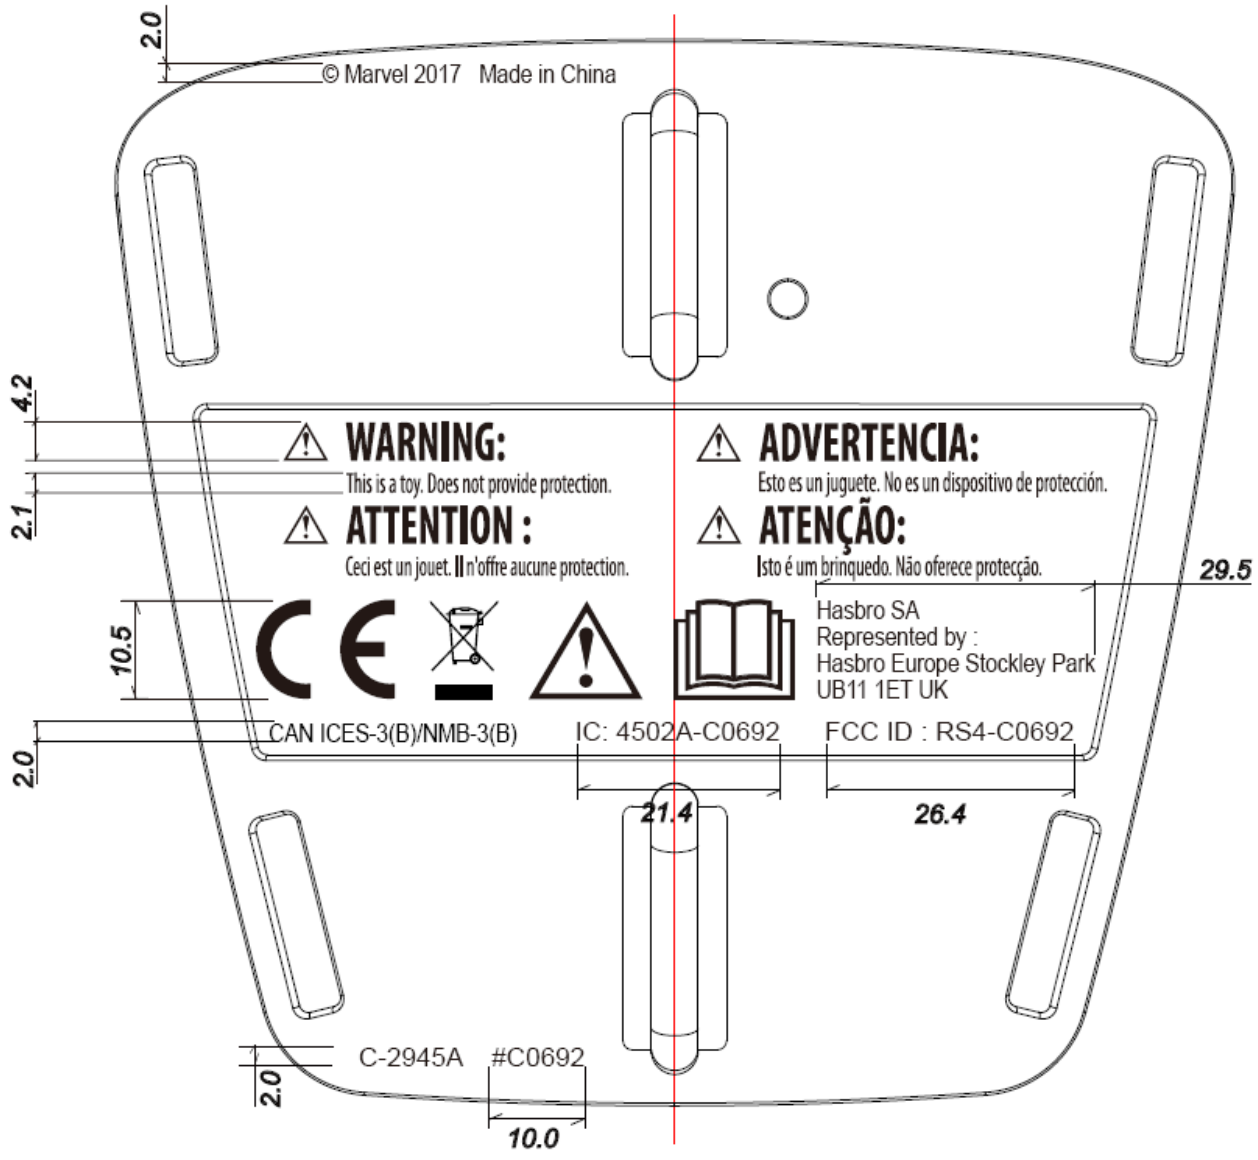 2.0
© Marvel 2017 Made in China
4.2
WARNING:
ADVERTENCIA:
2.1
This is a toy. Does not provide protection.
Esto es un juguete. No es un dispositivo de protección.
ATTENTION :
ATENÇÃO:
Ceci est un jouet. Il n'offre aucune protection.
Isto é um brinquedo. Não oferece protecção.
29.5
10.5
CE
Hasbro SA
Represented by :
Hasbro Europe Stockley Park
UB11 1ET UK
2.0
CAN ICES-3(B)/NMB-3(B)
IC: 4502A-C0692
FCC ID : RS4-C0692
21.4
26.4
2.0
C-2945A #C0692
10.0